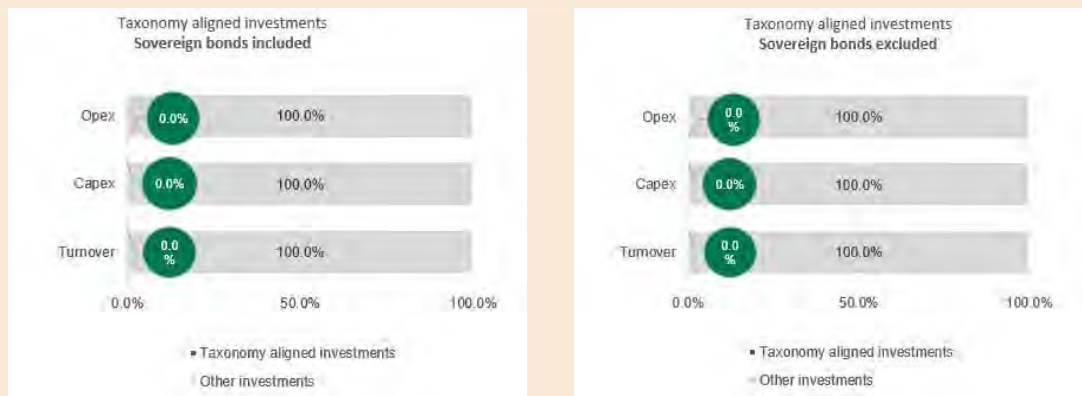 Taxonomy aligned investments
Sovereign bonds included
Opex
0.0%
100.0%
Capex
0.0%
100.0%
Turnover
0.0
%
100.0%
0.0%
50.0%
100.0%
Taxonomy aligned investments
Other investments
Taxonomy aligned investments
Sovereign bonds excluded
Opex
0.0
%
100.0%
Capex
0.0%
100.0%
Turnover
0.0
%
100.0%
0.0%
50.0%
100.0%
Taxonomy aligned investments
Other investments